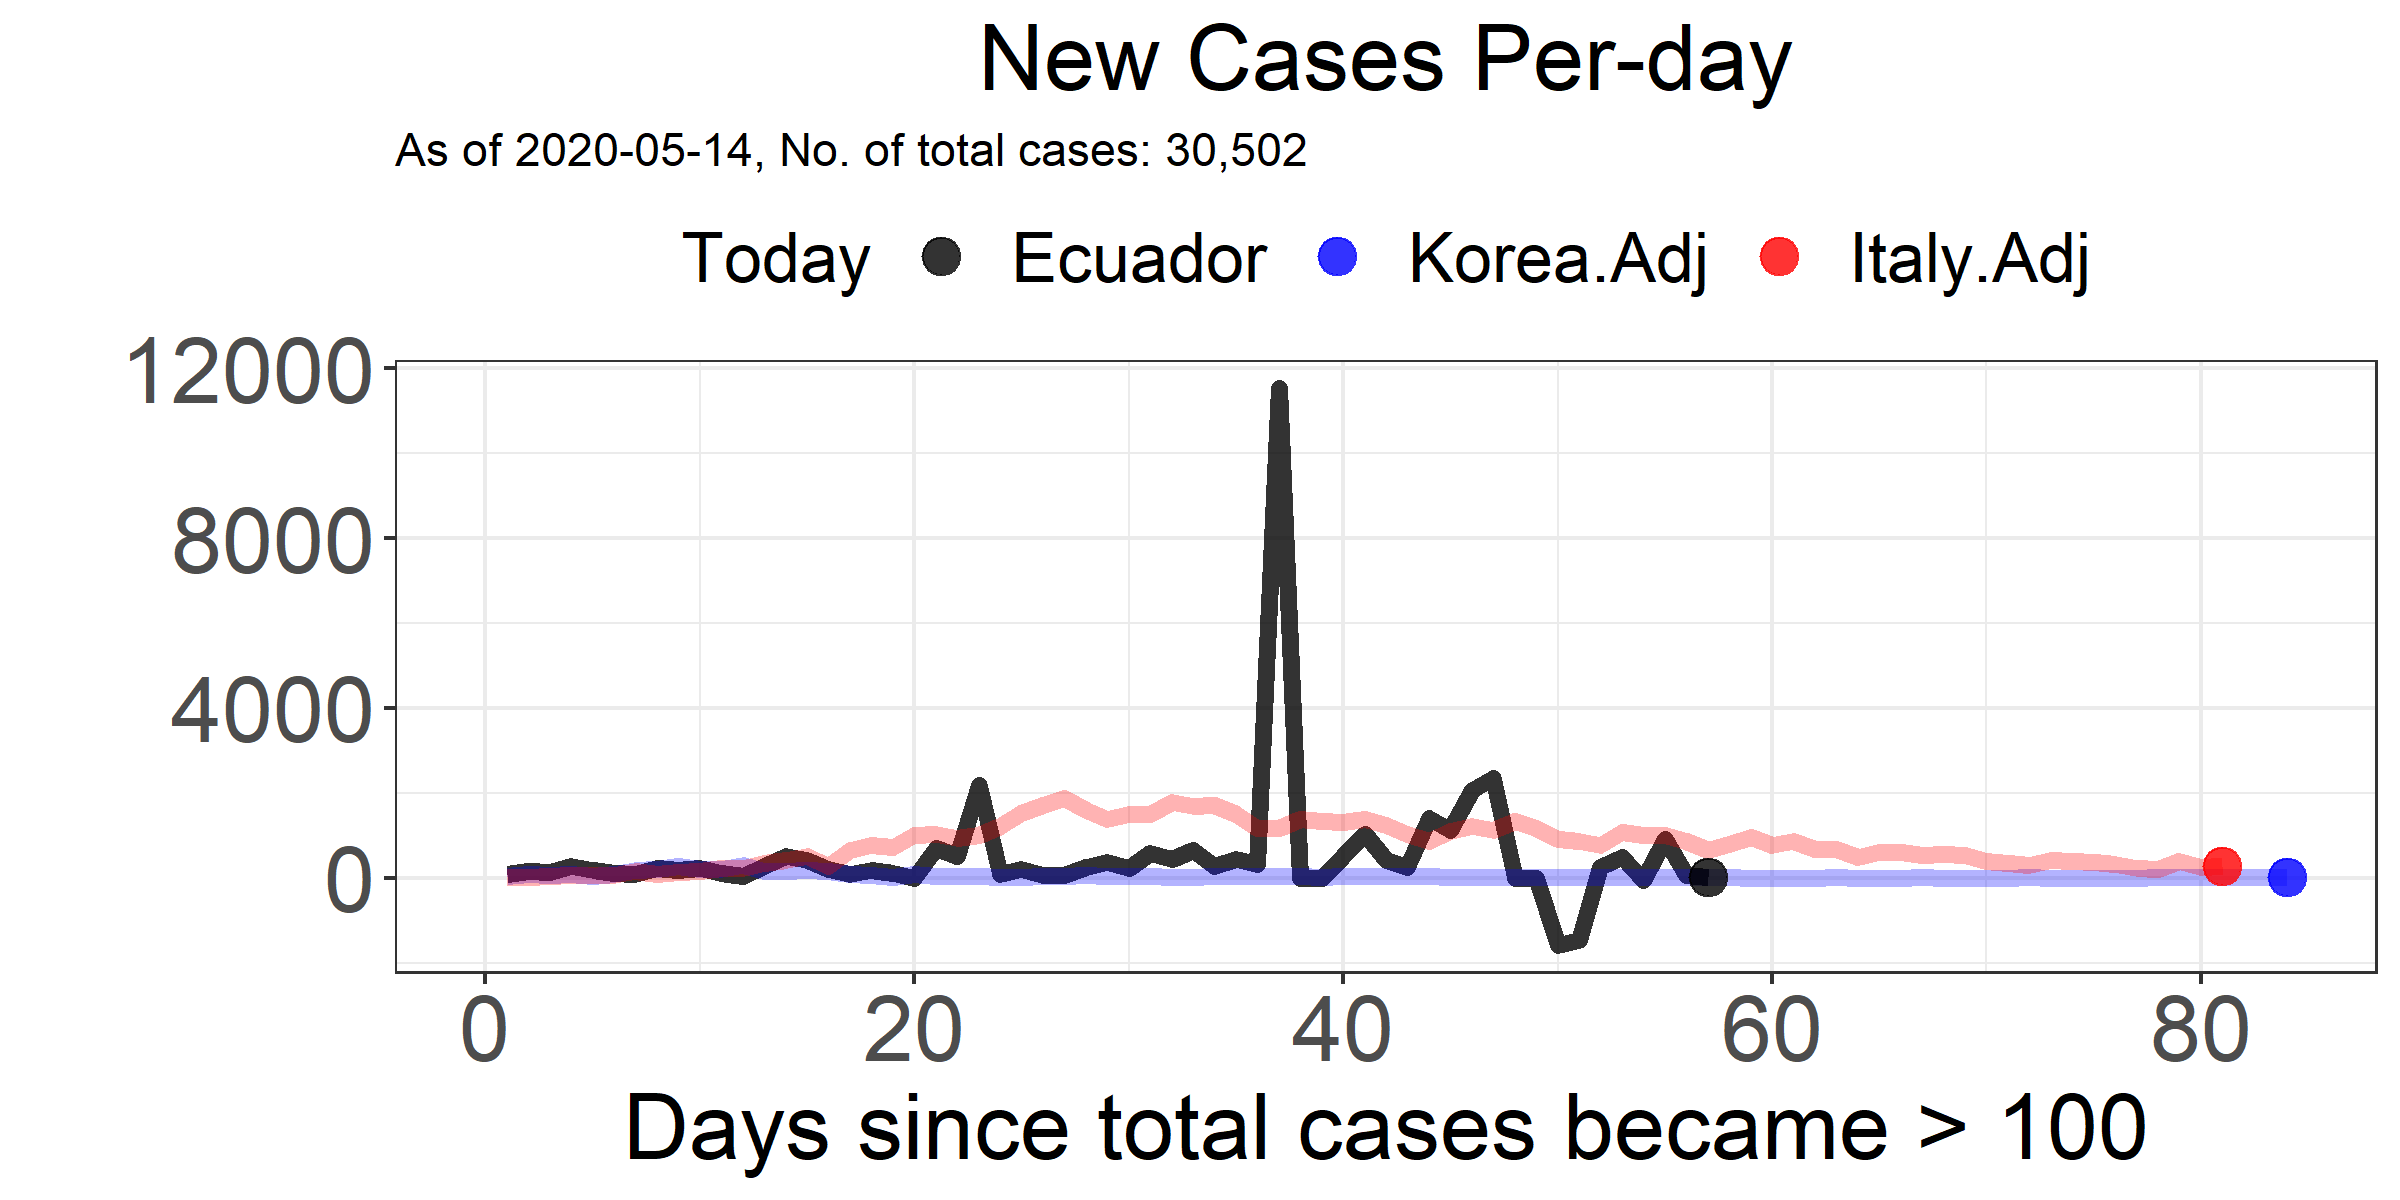 New Cases Per-day
As of 2020-05-14, No. of total cases: 30,502
Today Ecuador Korea.Adj Italy.Adj
12000
8000
4000
0
0 20 40 60 80
Days since total cases became > 100